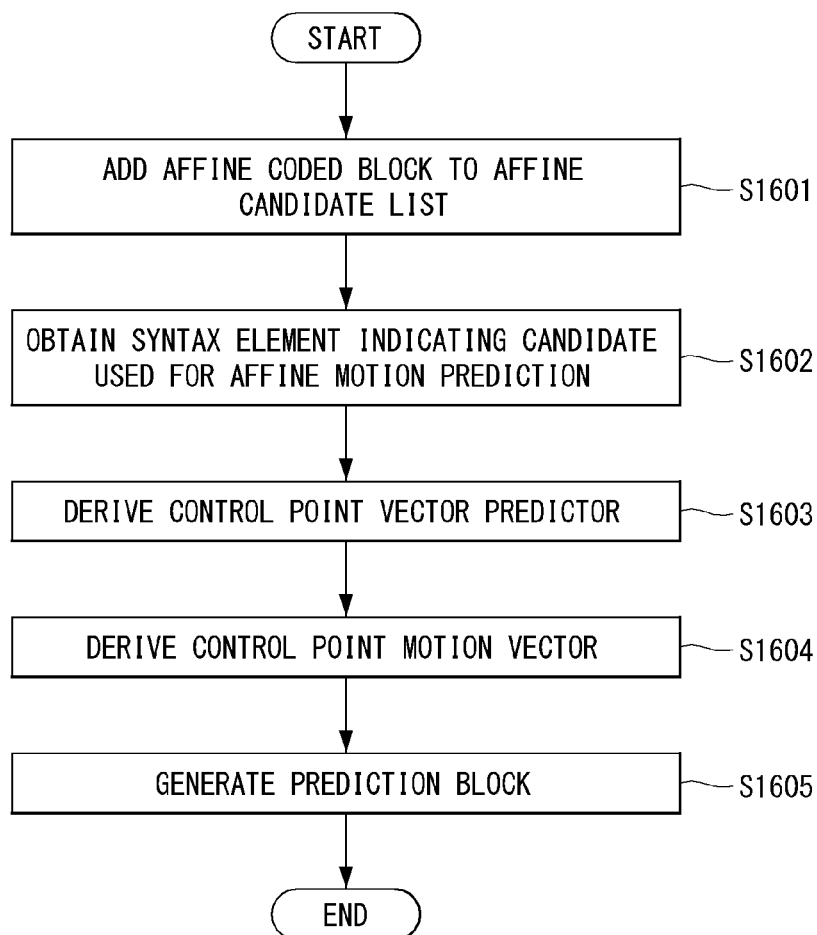 START
ADD AFFINE CODED BLOCK TO AFFINE
CANDIDATE LIST
S1601
OBTAIN SYNTAX ELEMENT INDICATING CANDIDATE
USED FOR AFFINE MOTION PREDICTION
S1602
DERIVE CONTROL POINT VECTOR PREDICTOR
S1603
DERIVE CONTROL POINT MOTION VECTOR
S1604
GENERATE PREDICTION BLOCK
S1605
END